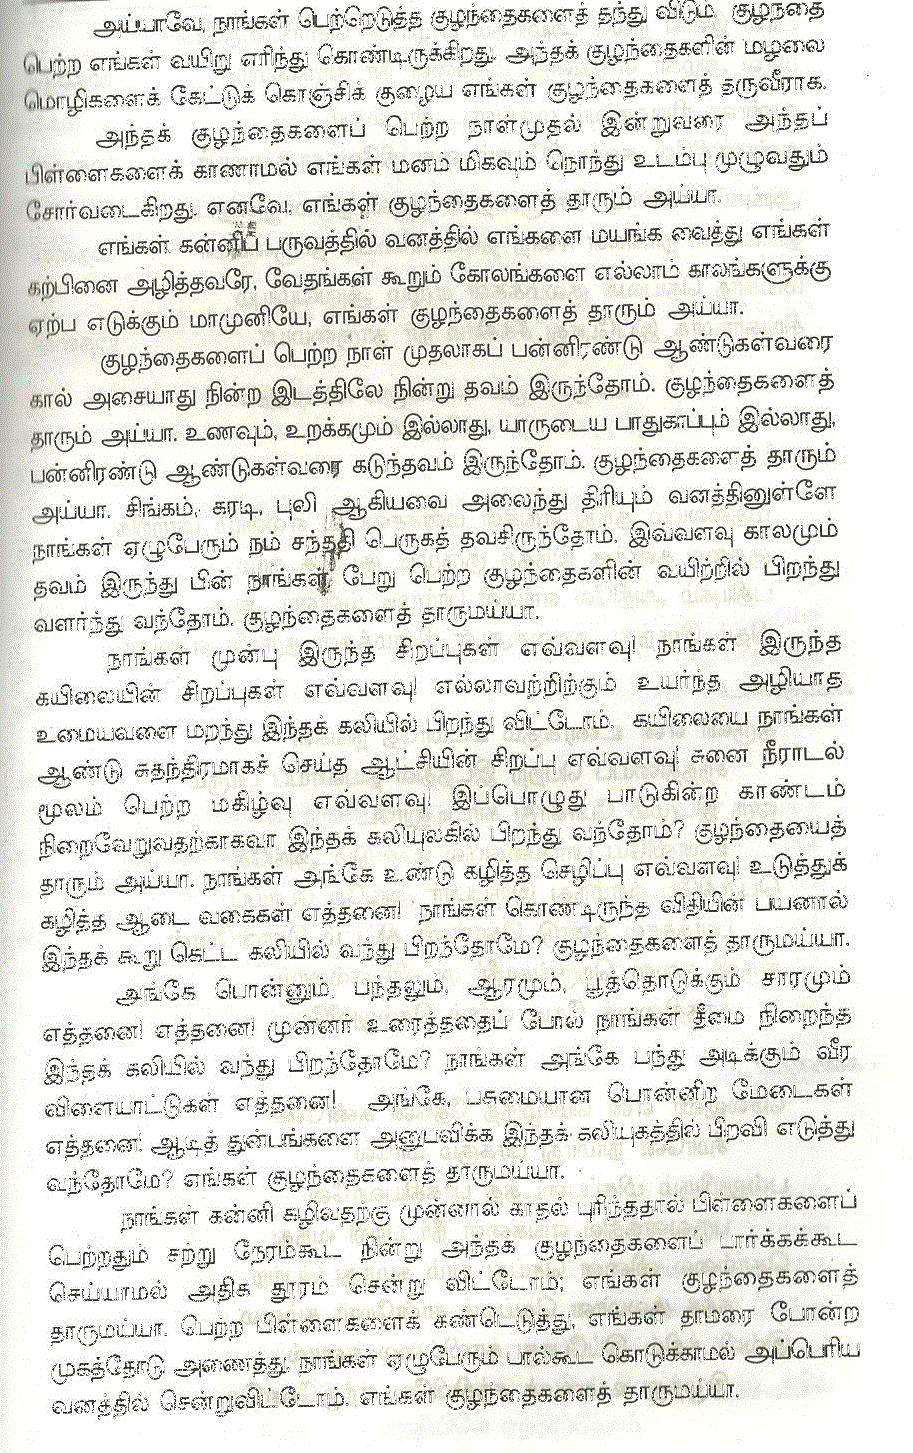 அய்யாவே, நாங்கள் பெற்றெடுத்த குழந்தைகளைத் தந்து விடும். குழந்தை
பெற்ற எங்கள் வயிறு எரிந்து கொண்டிருக்கிறது. அந்தக் குழந்தைகளின் மழலை
மொழிகளைக் கேட்டுக் கொஞ்சிக் குழைய எங்கள் குழந்தைகளைத் தருவீராக.
அந்தக் குழந்தைகளைப் பெற்ற நாள்முதல் இன்றுவரை அந்தப்
பிள்ளைகளைக் காணாமல் எங்கள் மனம் மிகவும் நொந்து உடம்பு முழுவதும்
சோர்வடைகிறது. எனவே, எங்கள் குழந்தைகளைத் தாரும் அய்யா.
எங்கள் கன்னிப் பருவத்தில் வனத்தில் எங்களை மயங்க வைத்து எங்கள்
கற்பினை அழித்தவரே, வேதங்கள் கூறும் கோலங்களை எல்லாம் காலங்களுக்கு
ஏற்ப எடுக்கும் மாமுனியே, எங்கள் குழந்தைகளைத் தாரும் அய்யா.
குழந்தைகளைப் பெற்ற நாள் முதலாகப் பன்னிரண்டு ஆண்டுகள்வரை
கால் அசையாது நின்ற இடத்திலே நின்று தவம் இருந்தோம். குழந்தைகளைத்
தாரும் அய்யா. உணவும், உறக்கமும் இல்லாது, யாருடைய பாதுகாப்பும் இல்லாது,
பன்னிரண்டு ஆண்டுகள்வரை கடுந்தவம் இருந்தோம். குழந்தைகளைத் தாரும்
அய்யா. சிங்கம், கரடி, புலி ஆகியவை அலைந்து திரியும் வனத்தினுள்ளே
நாங்கள் ஏழுபேரும் நம் சந்ததி பெருகத் தவசிருந்தோம். இவ்வளவு காலமும்
தவம் இருந்து பின் நாங்கள் பேறு பெற்ற குழந்தைகளின் வயிற்றில் பிறந்து
வளர்ந்து வந்தோம். குழந்தைகளைத் தாருமய்யா.
நாங்கள் முன்பு இருந்த சிறப்புகள் எவ்வளவு! நாங்கள் இருந்த
கயிலையின் சிறப்புகள் எவ்வளவு! எல்லாவற்றிற்கும் உயர்ந்த அழியாத
உமையவளை மறந்து இந்தக் கலியில் பிறந்து விட்டோம். கயிலையை நாங்கள்
ஆண்டு சுதந்திரமாகச் செய்த ஆட்சியின் சிறப்பு எவ்வளவு! சுனை நீராடல்
மூலம் பெற்ற மகிழ்வு எவ்வளவு! இப்பொழுது பாடுகின்ற காண்டம்
நிறைவேறுவதற்காகவா இந்தக் கலியுலகில் பிறந்து வந்தோம்? குழந்தையைத்
தாரும் அய்யா. நாங்கள் அங்கே உண்டு கழித்த செழிப்பு எவ்வளவு! உடுத்துக்
கழித்த ஆடை வகைகள் எத்தனை! நாங்கள் கொண்டிருந்த விதியின் பயனால்
இந்தக் கூறு கெட்ட கலியில் வந்து பிறந்தோமே? குழந்தைகளைத் தாருமய்யா.
அங்கே பொன்னும், பந்தலும், ஆரமும், பூத்தொடுக்கும் சாரமும்
எத்தனை! எத்தனை! முன்னர் உரைத்ததைப் போல் நாங்கள் தீமை நிறைந்த
இந்தக் கலியில் வந்து பிறந்தோமே? நாங்கள் அங்கே பந்து அடிக்கும் வீர
விளையாட்டுகள் எத்தனை! அங்கே, பசுமையான பொன்னிற மேடைகள்
எத்தனை! ஆடித் துன்பங்களை அனுபவிக்க இந்தக் கலியுகத்தில் பிறவி எடுத்து
வந்தோமே? எங்கள் குழந்தைகளைத் தாருமய்யா.
நாங்கள் கன்னி கழிவதற்கு முன்னால் காதல் புரிந்ததால் பிள்ளைகளைப்
பெற்றதும் சற்று நேரம்கூட நின்று அந்தக் குழந்தைகளைப் பார்க்கக்கூட
செய்யாமல் அதிக தூரம் சென்று விட்டோம்; எங்கள் குழந்தைகளைத்
தாருமய்யா. பெற்ற பிள்ளைகளைக் கண்டெடுத்து, எங்கள் தாமரை போன்ற
முகத்தோடு அணைத்து, நாங்கள் ஏழுபேரும் பால்கூட கொடுக்காமல் அப்பெரிய
வனத்தில் சென்றுவிட்டோம். எங்கள் குழந்தைகளைத் தாருமய்யா.